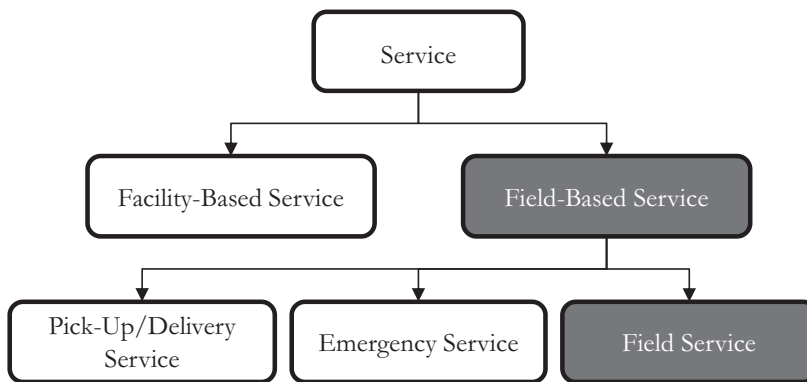 Service
Facility-Based Service
Field-Based Service
Pick-Up/Delivery
Service
Emergency Service
Field Service